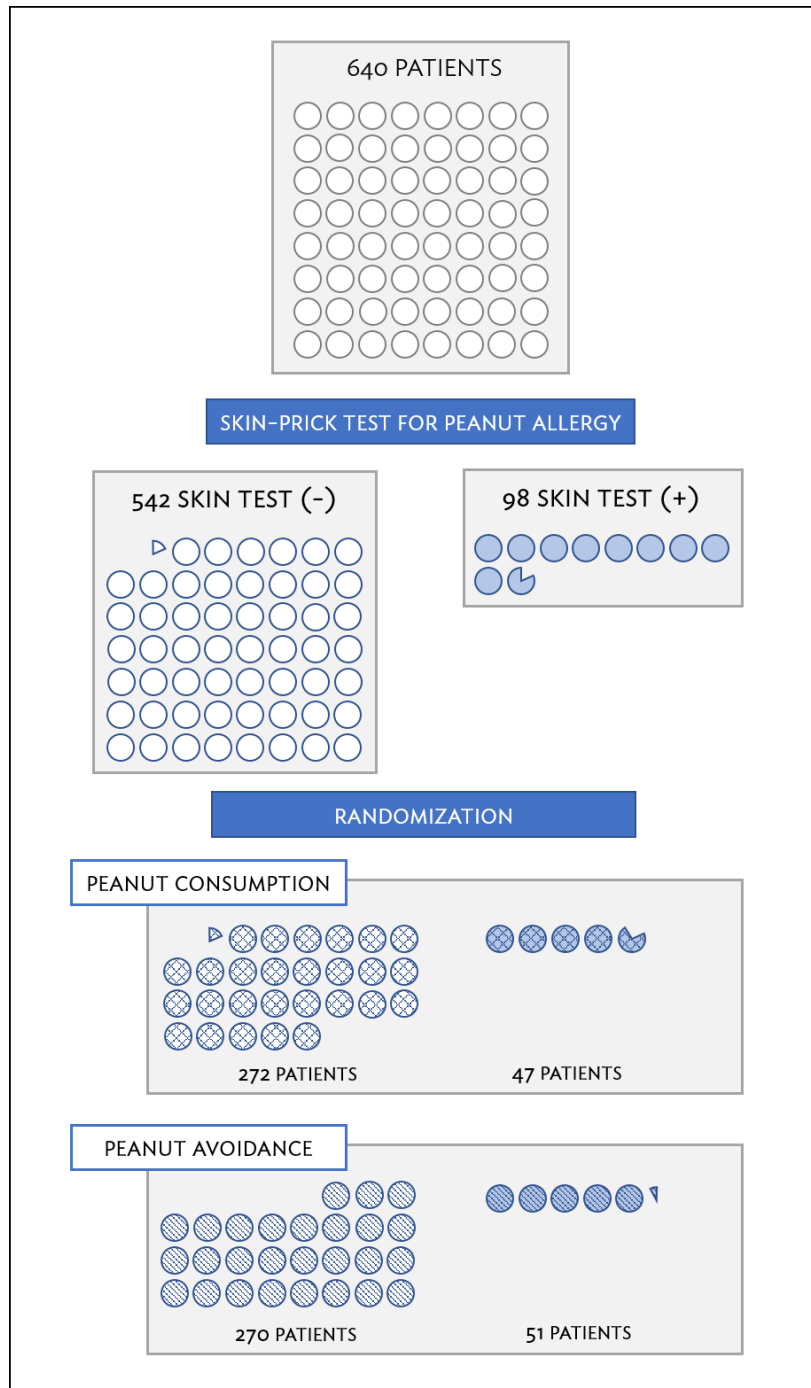 640 PATIENTS
SKIN-PRICK TEST FOR PEANUT ALLERGY
542 SKIN TEST (-)
98 SKIN TEST (+)
RANDOMIZATION
PEANUT CONSUMPTION
272 PATIENTS
47 PATIENTS
PEANUT AVOIDANCE
270 PATIENTS
51 PATIENTS